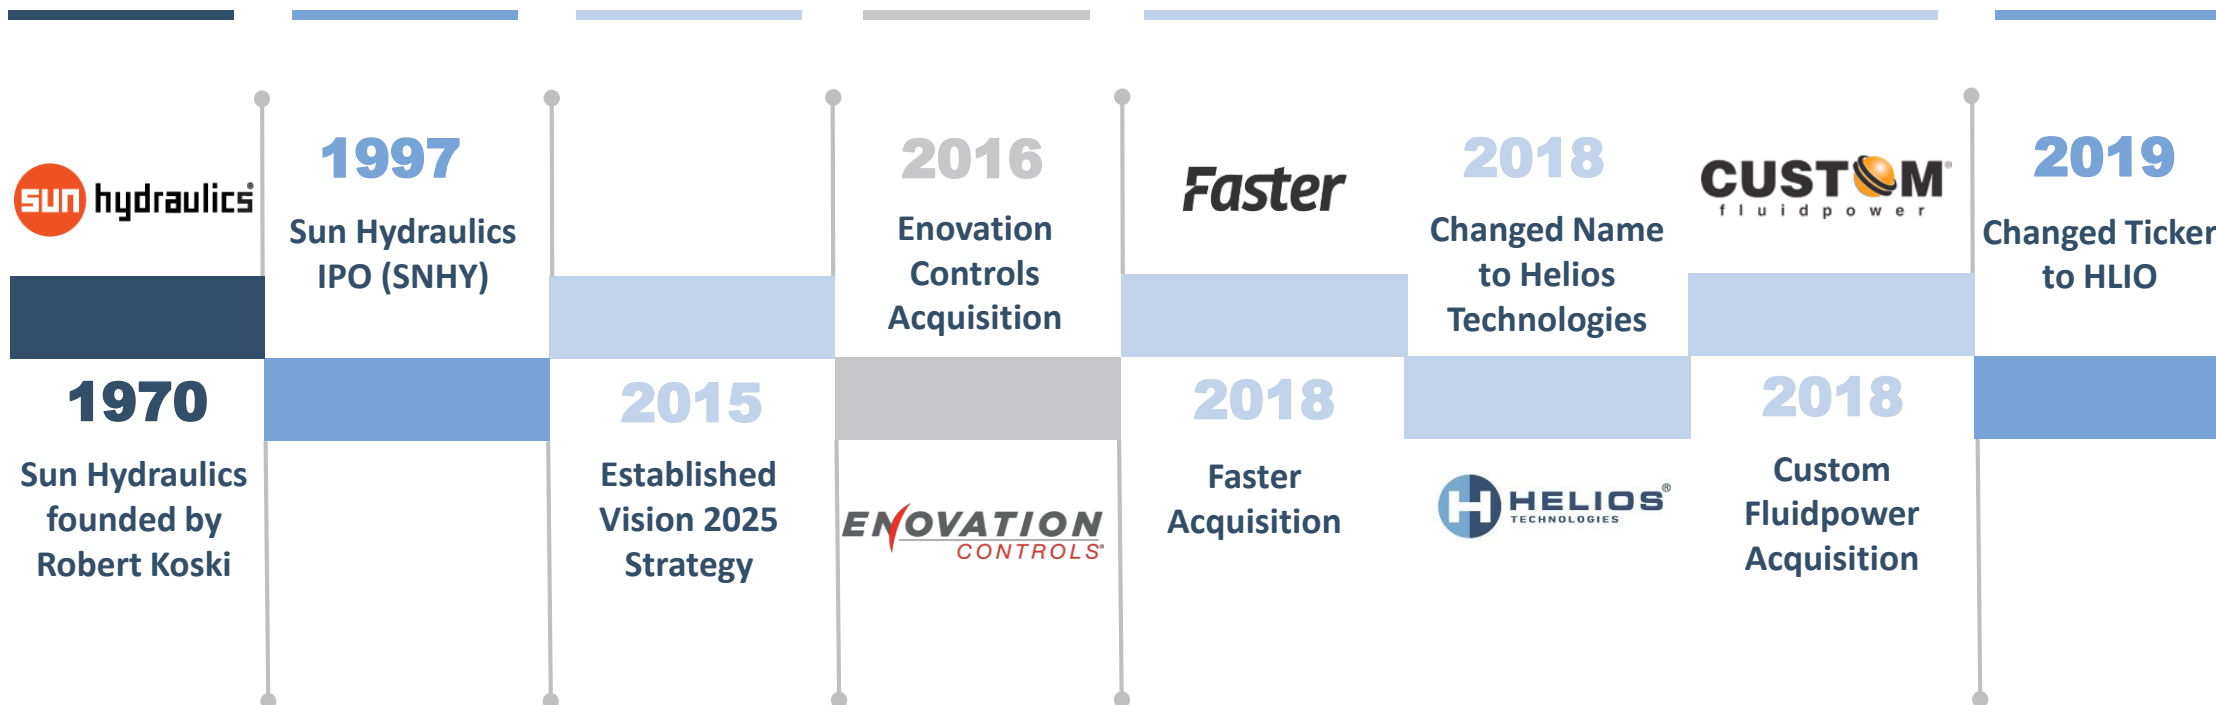 sun hydraulics®
1970
Sun Hydraulics
founded by
Robert Koski
1997
Sun Hydraulics
IPO (SNHY)
2015
Established
Vision 2025
Strategy
2016
Enovation
Controls
Acquisition
ENOVATION
CONTROLS®
Faster
2018
Faster
Acquisition
2018
Changed Name
to Helios
Technologies
HELIOS®
TECHNOLOGIES
CUSTOM®
fluidpower
2018
Custom
Fluidpower
Acquisition
2019
Changed Ticker
to HLIO